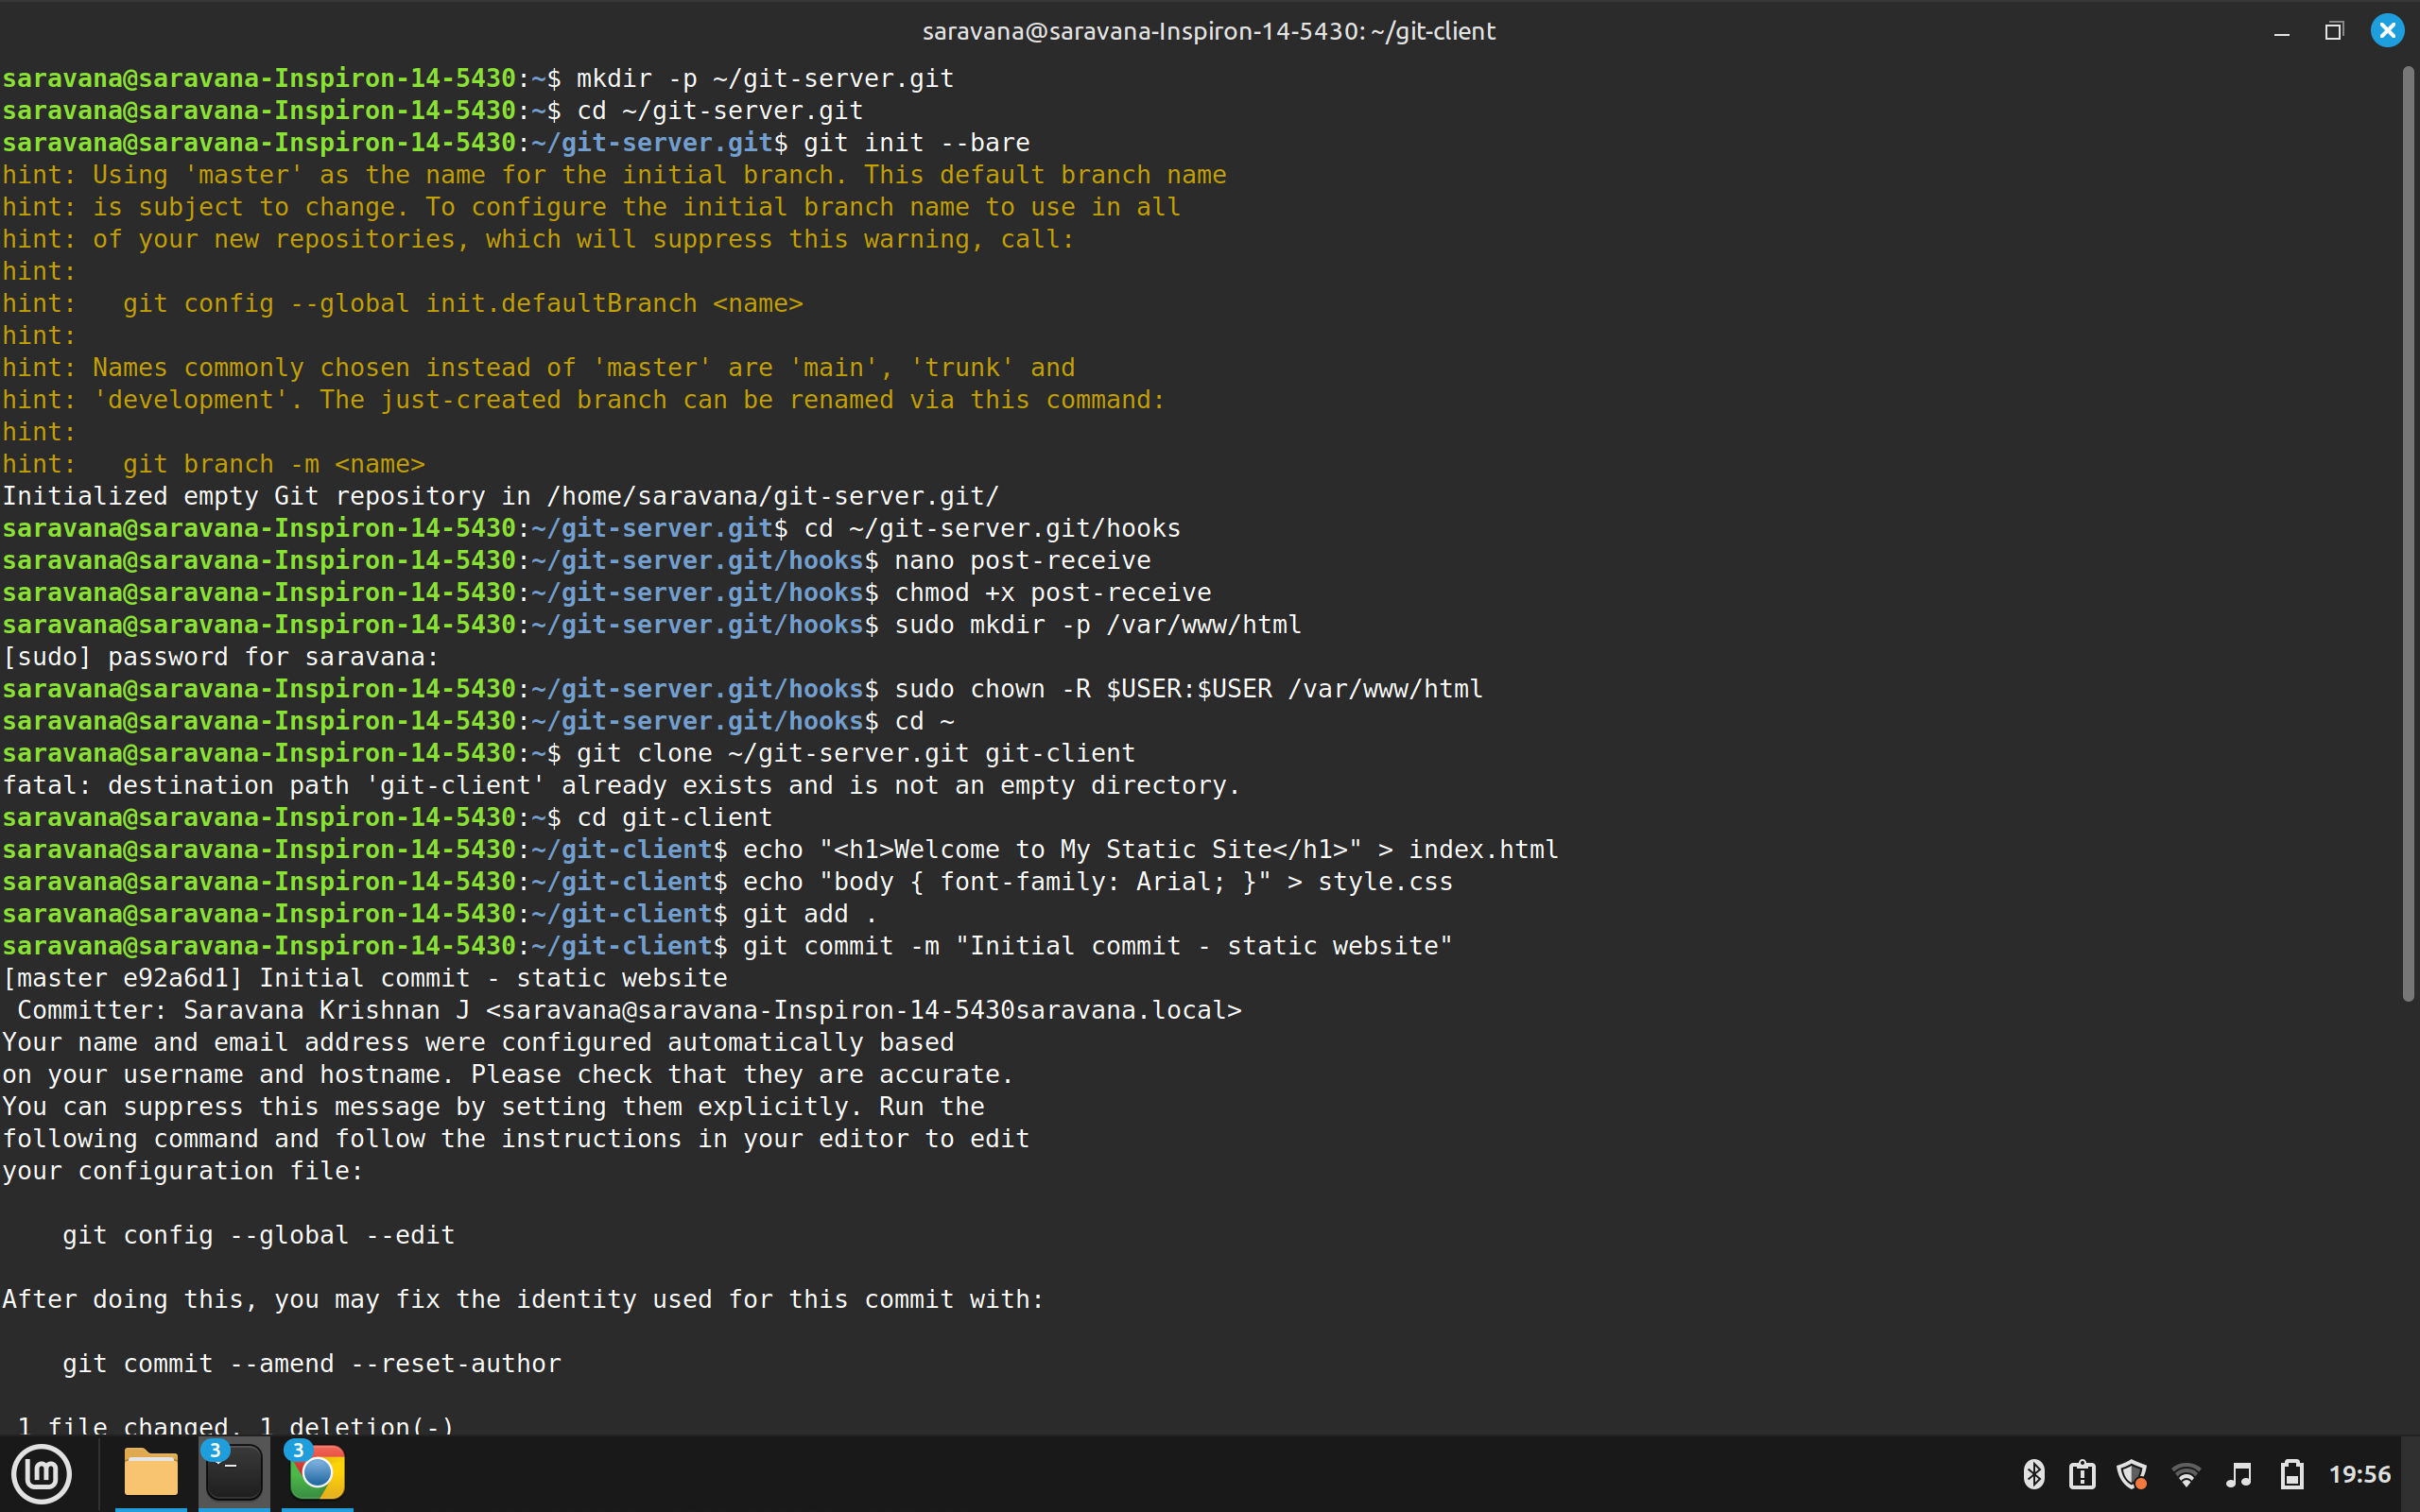 saravana@saravana-Inspiron-14-5430: ~/git-client
saravana@saravana-Inspiron-14-5430:~$ mkdir -p ~/git-server.git
saravana@saravana-Inspiron-14-5430:~$ cd ~/git-server.git
saravana@saravana-Inspiron-14-5430:~/git-server.git$ git init --bare
hint: Using 'master' as the name for the initial branch. This default branch name
hint: is subject to change. To configure the initial branch name to use in all
hint: of your new repositories, which will suppress this warning, call:
hint:
hint:   git config --global init.defaultBranch <name>
hint:
hint: Names commonly chosen instead of 'master' are 'main', 'trunk' and
hint: 'development'. The just-created branch can be renamed via this command:
hint:
hint:   git branch -m <name>
Initialized empty Git repository in /home/saravana/git-server.git/
saravana@saravana-Inspiron-14-5430:~/git-server.git$ cd ~/git-server.git/hooks
saravana@saravana-Inspiron-14-5430:~/git-server.git/hooks$ nano post-receive
saravana@saravana-Inspiron-14-5430:~/git-server.git/hooks$ chmod +x post-receive
saravana@saravana-Inspiron-14-5430:~/git-server.git/hooks$ sudo mkdir -p /var/www/html
[sudo] password for saravana:
saravana@saravana-Inspiron-14-5430:~/git-server.git/hooks$ sudo chown -R $USER:$USER /var/www/html
saravana@saravana-Inspiron-14-5430:~/git-server.git/hooks$ cd ~
saravana@saravana-Inspiron-14-5430:~$ git clone ~/git-server.git git-client
fatal: destination path 'git-client' already exists and is not an empty directory.
saravana@saravana-Inspiron-14-5430:~$ cd git-client
saravana@saravana-Inspiron-14-5430:~/git-client$ echo "<h1>Welcome to My Static Site</h1>" > index.html
saravana@saravana-Inspiron-14-5430:~/git-client$ echo "body { font-family: Arial; }" > style.css
saravana@saravana-Inspiron-14-5430:~/git-client$ git add .
saravana@saravana-Inspiron-14-5430:~/git-client$ git commit -m "Initial commit - static website"
[master e92a6d1] Initial commit - static website
 Committer: Saravana Krishnan J <saravana@saravana-Inspiron-14-5430saravana.local>
Your name and email address were configured automatically based
on your username and hostname. Please check that they are accurate.
You can suppress this message by setting them explicitly. Run the
following command and follow the instructions in your editor to edit
your configuration file:

    git config --global --edit

After doing this, you may fix the identity used for this commit with:

    git commit --amend --reset-author

 1 file changed, 1 deletion(-)
3
3
19:56